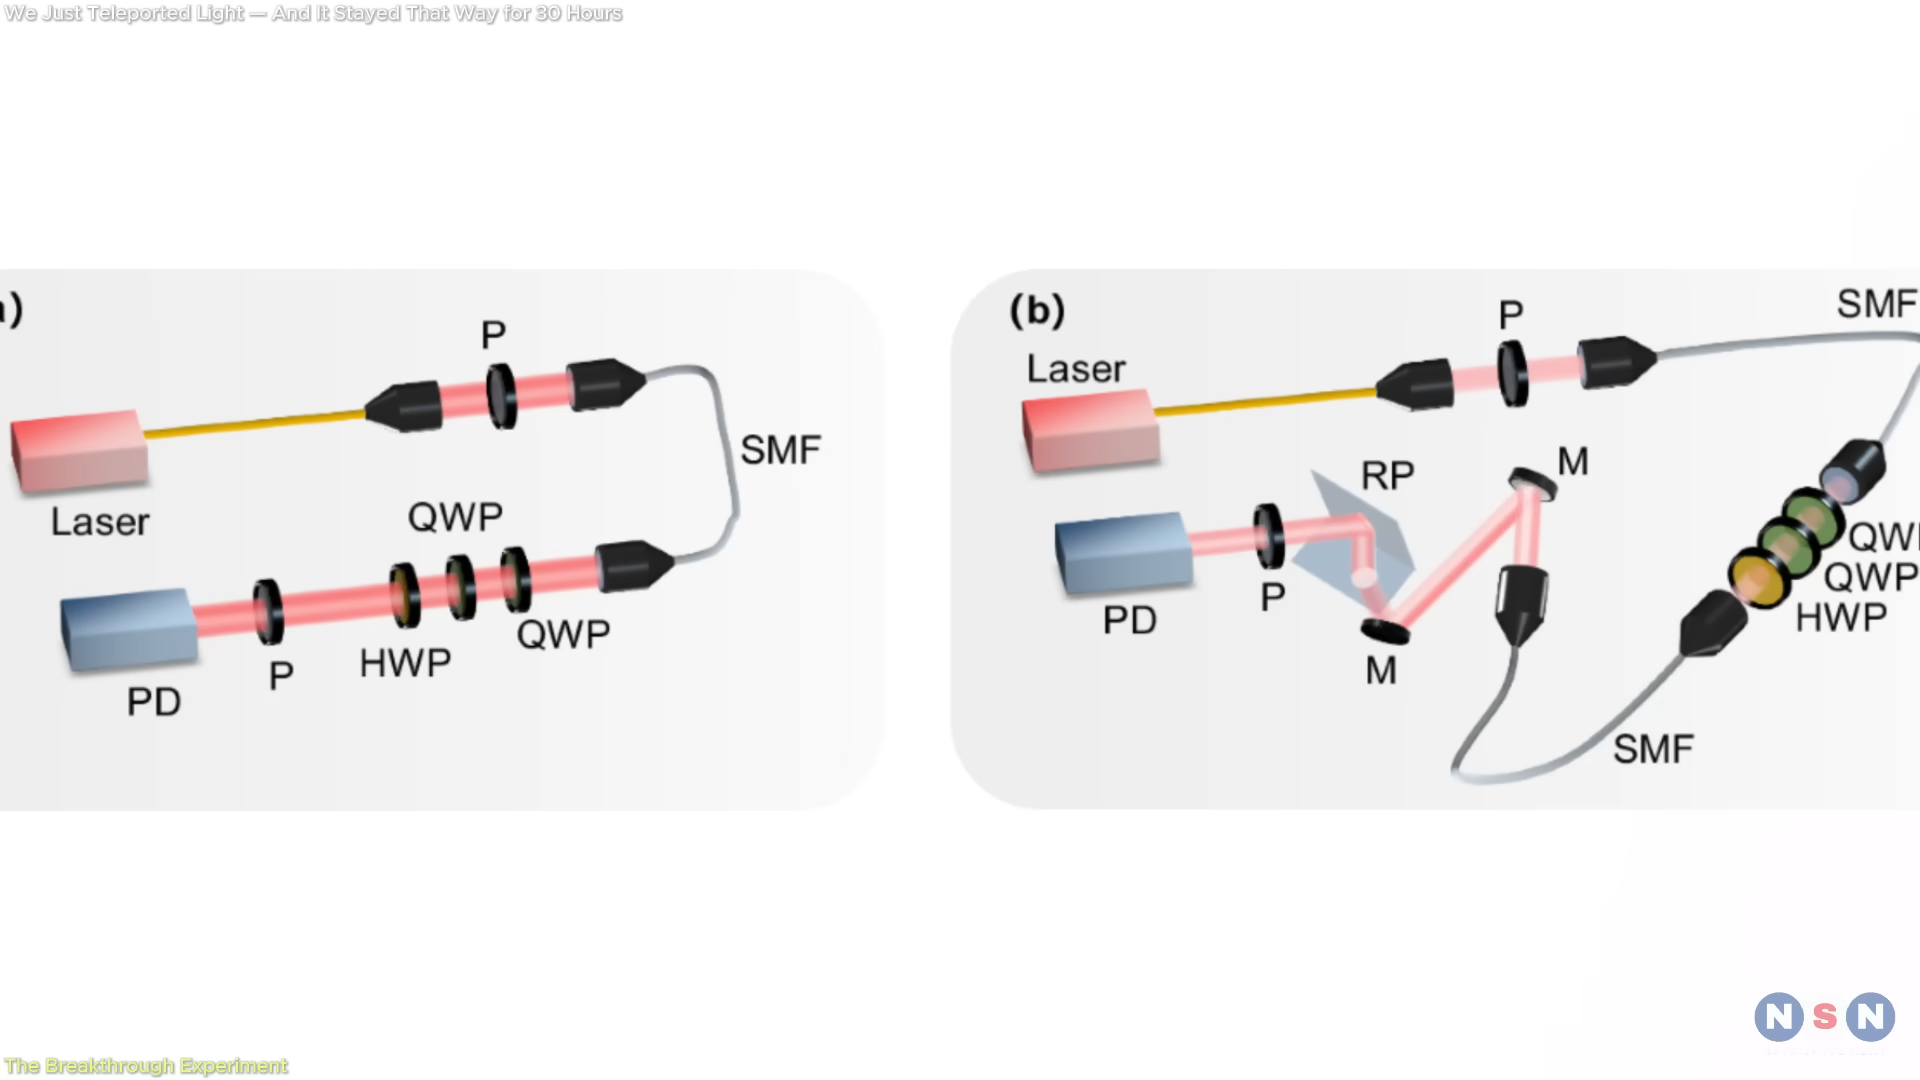 We Just Teleported Light — And It Stayed That Way for 30 Hours
a)
P
SMF
Laser
QWP
QWP
HWP
P
PD
(b)
Laser
P
SMF
M
RP
QWP
QWP
HWP
P
PD
M
SMF
N S N
The Breakthrough Experiment